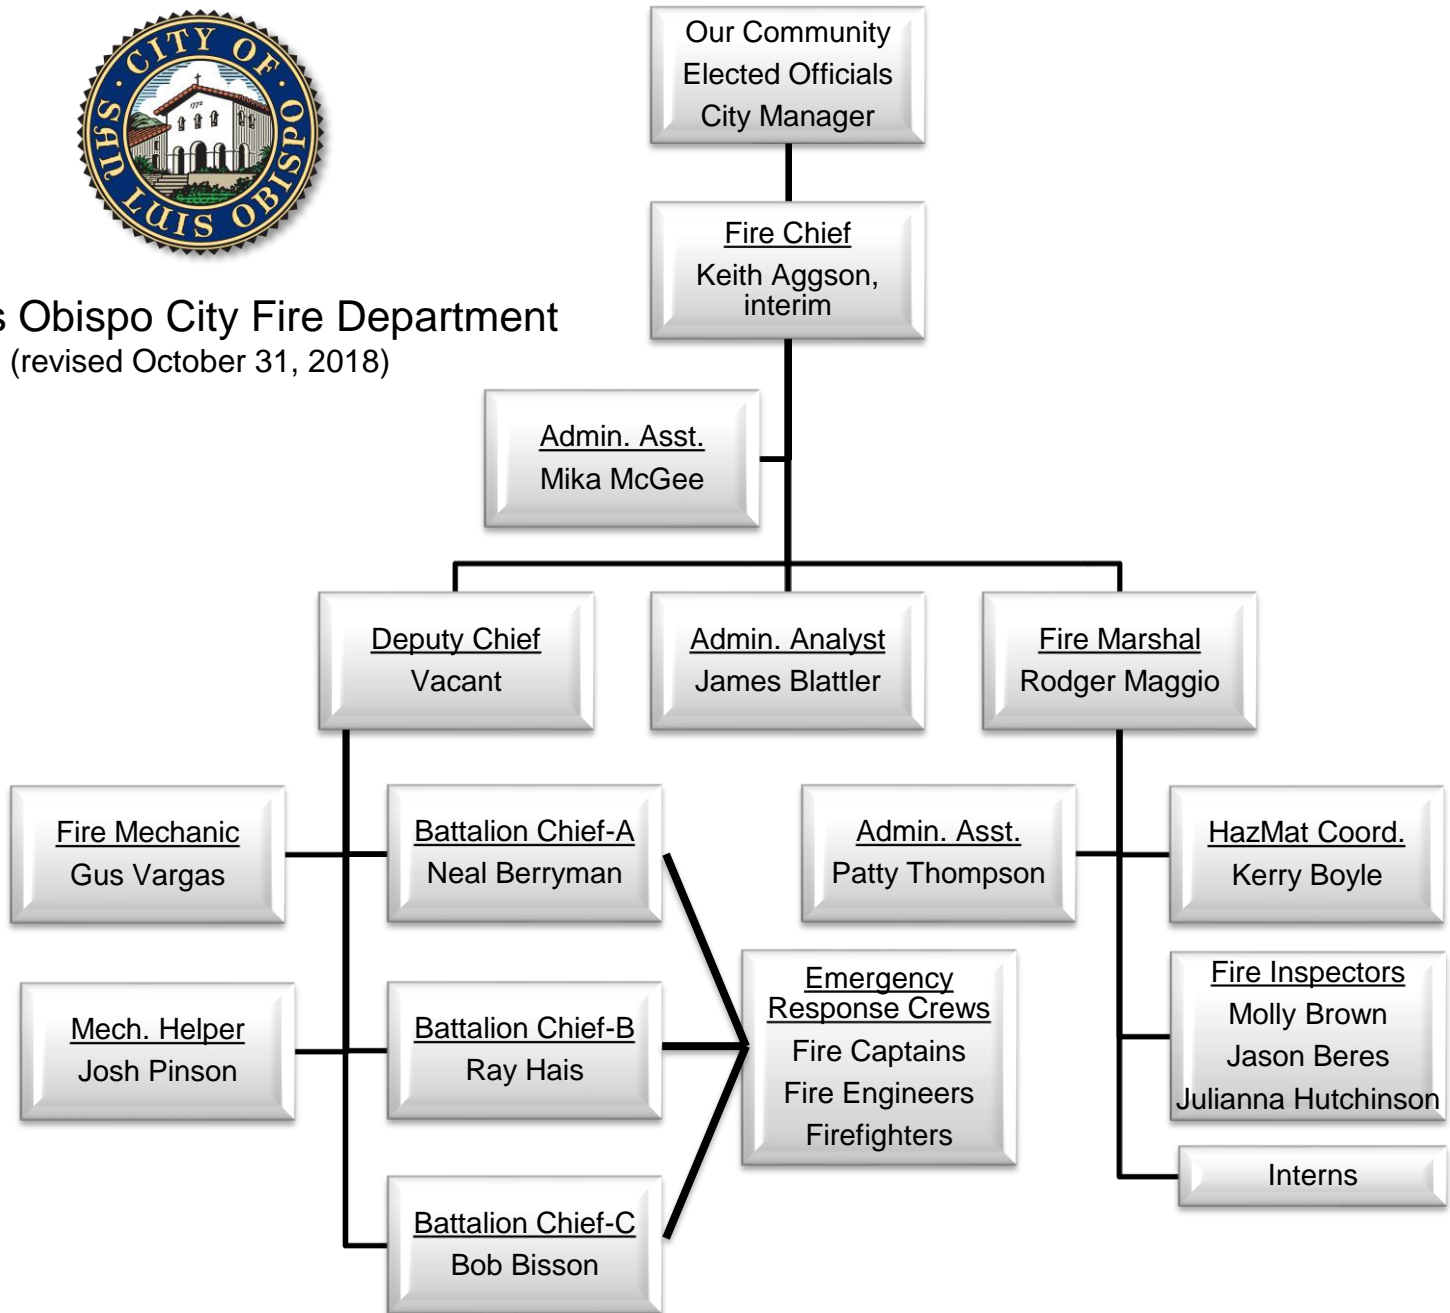 CITY OF
SAN LUIS OBISPO
1772
Our Community
Elected Officials
City Manager
Fire Chief
Keith Aggson,
interim
s Obispo City Fire Department
(revised October 31, 2018)
Admin. Asst.
Mika McGee
Deputy Chief
Vacant
Admin. Analyst
James Blattler
Fire Marshal
Rodger Maggio
Fire Mechanic
Gus Vargas
Battalion Chief-A
Neal Berryman
Admin. Asst.
Patty Thompson
HazMat Coord.
Kerry Boyle
Mech. Helper
Josh Pinson
Battalion Chief-B
Ray Hais
Emergency
Response Crews
Fire Captains
Fire Engineers
Firefighters
Fire Inspectors
Molly Brown
Jason Beres
Julianna Hutchinson
Interns
Battalion Chief-C
Bob Bisson